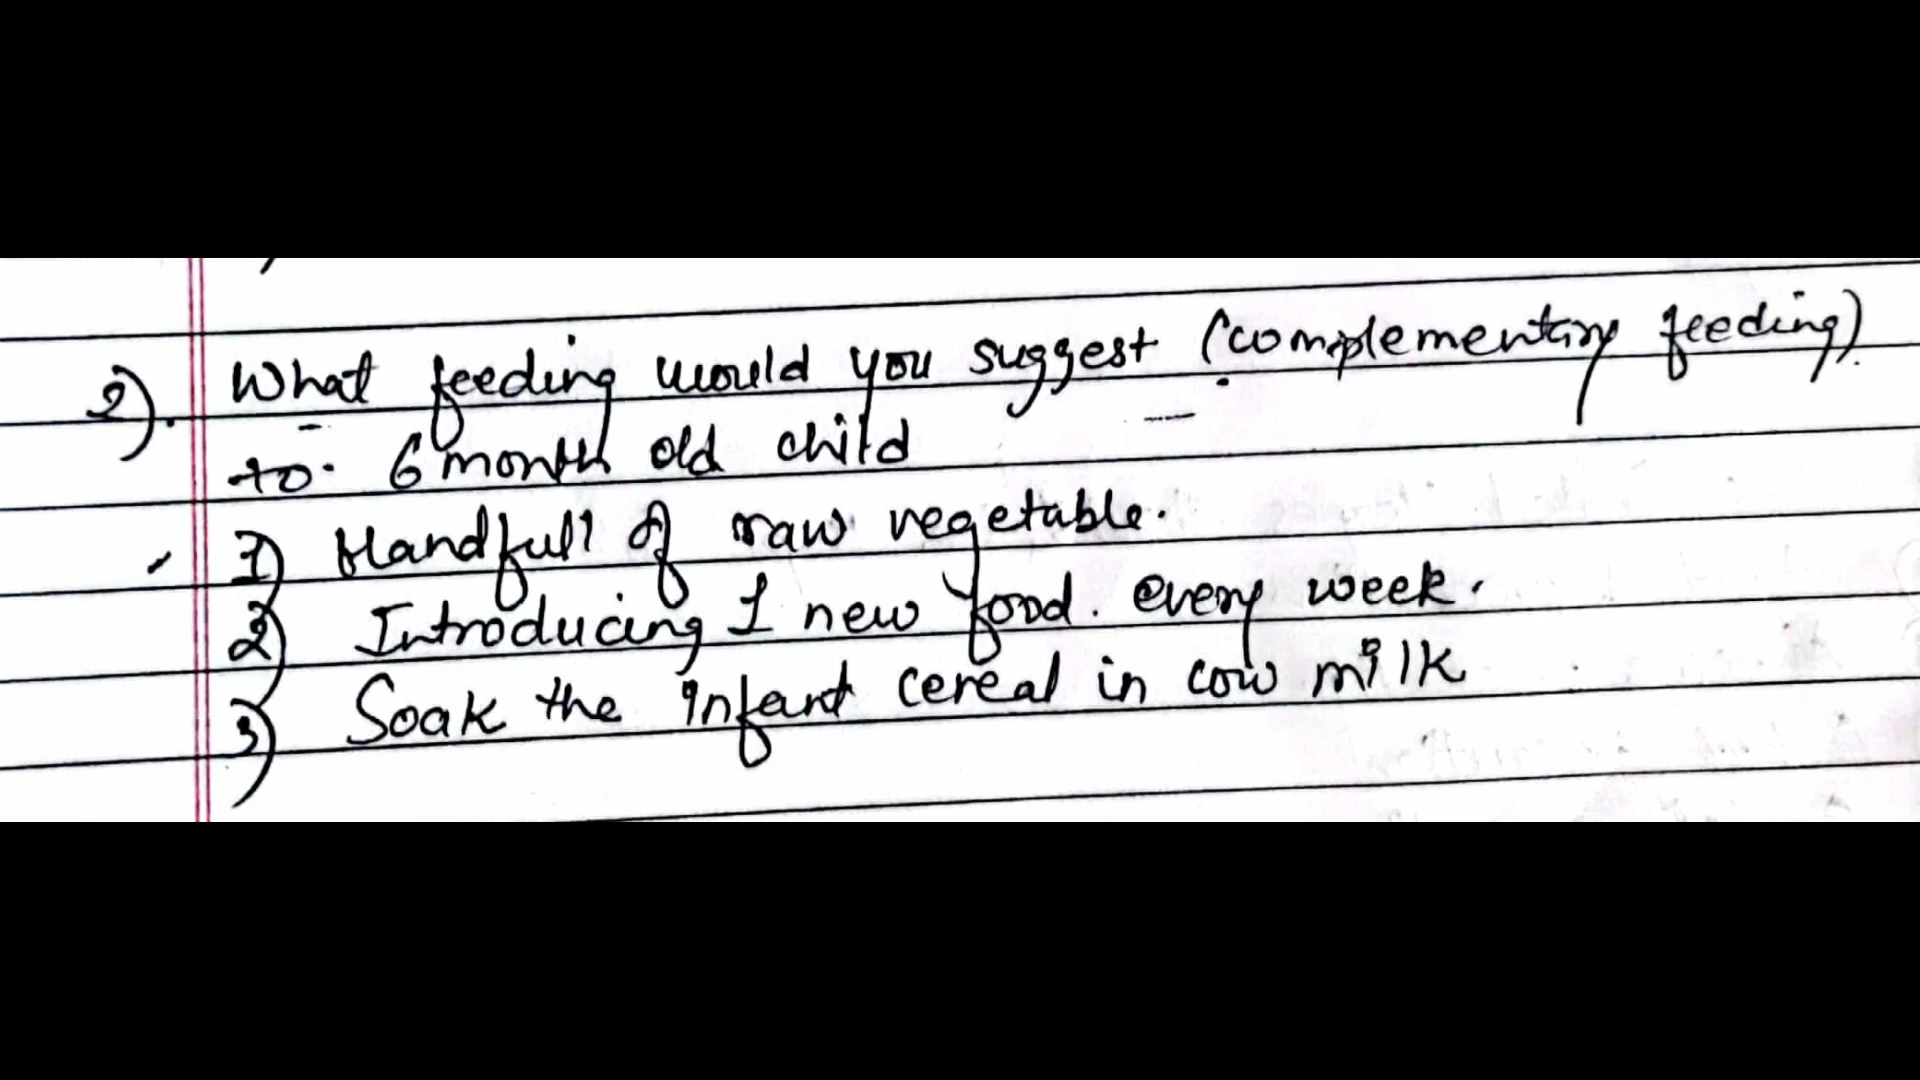 2). What feeding would you suggest (complementary feeding)
to 6 month old child
1) Handfull of raw vegetable.
2) Introducing 1 new food. every week.
3) Soak the infant cereal in cow milk